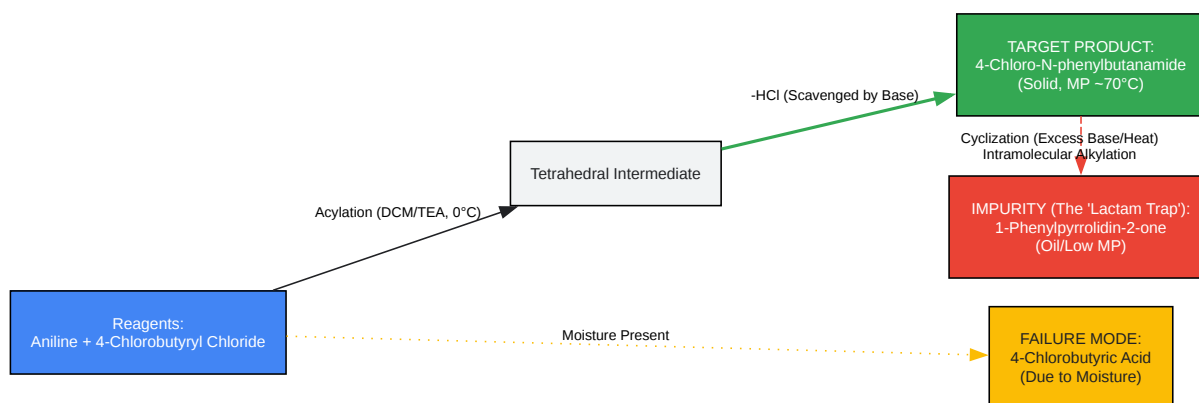 TARGET PRODUCT:
4-Chloro-N-phenylbutanamide
(Solid, MP ~70°C)
-HCl (Scavenged by Base)
Cyclization (Excess Base/Heat)
Intramolecular Alkylation
Tetrahedral Intermediate
Acylation (DCM/TEA, 0°C)
IMPURITY (The 'Lactam Trap'):
1-Phenylpyrrolidin-2-one
(Oil/Low MP)
Reagents:
Aniline + 4-Chlorobutyryl Chloride
Moisture Present
FAILURE MODE:
4-Chlorobutyric Acid
(Due to Moisture)